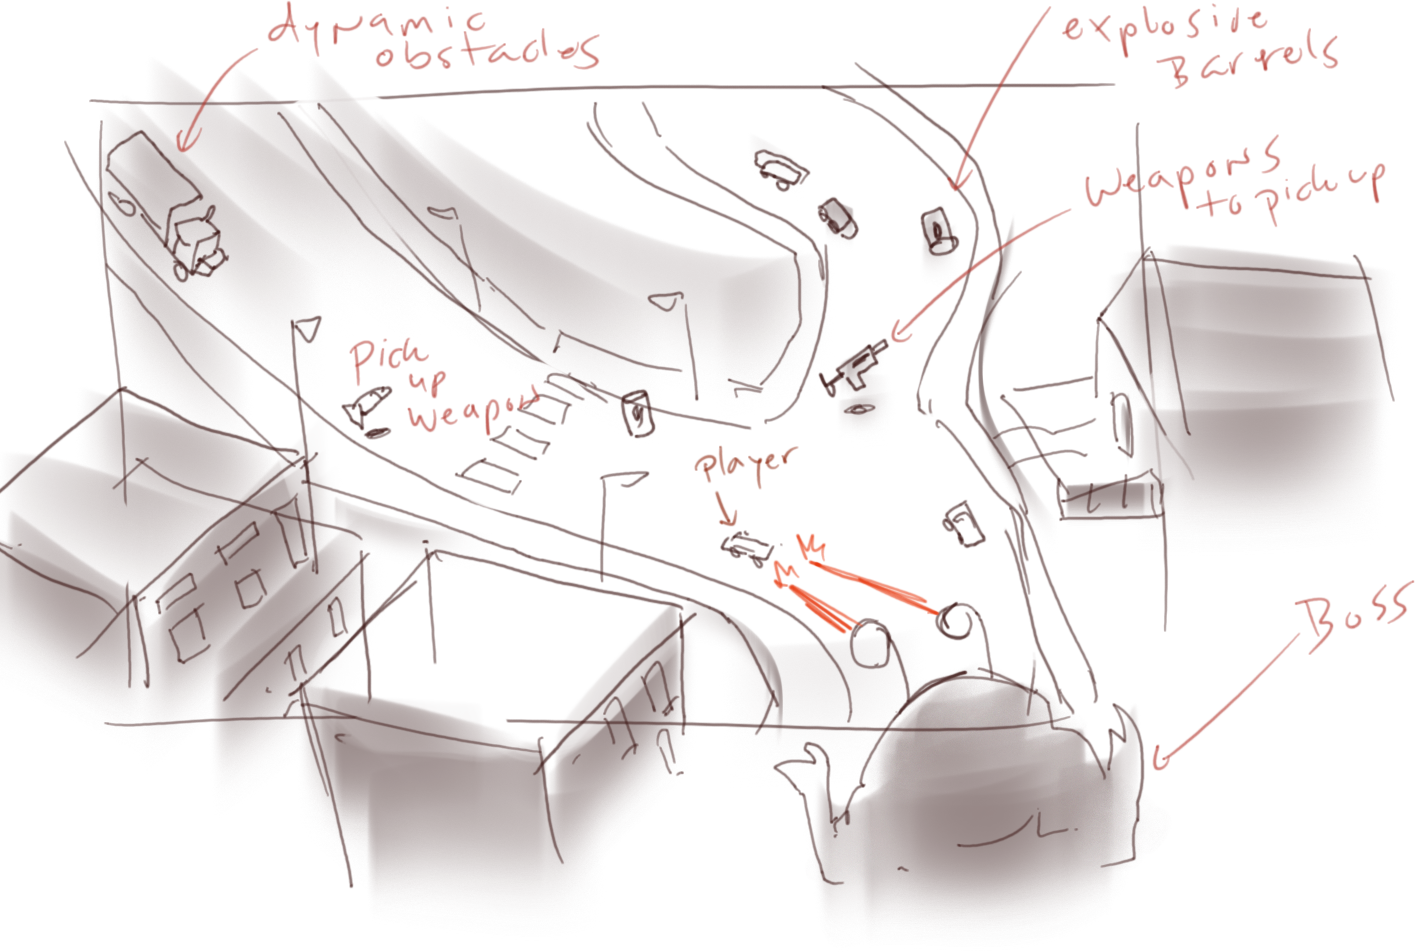 dynamic
obstacles
explosive
Barrels
Weapons
to pick up
Pick
up
weapon
player
Boss